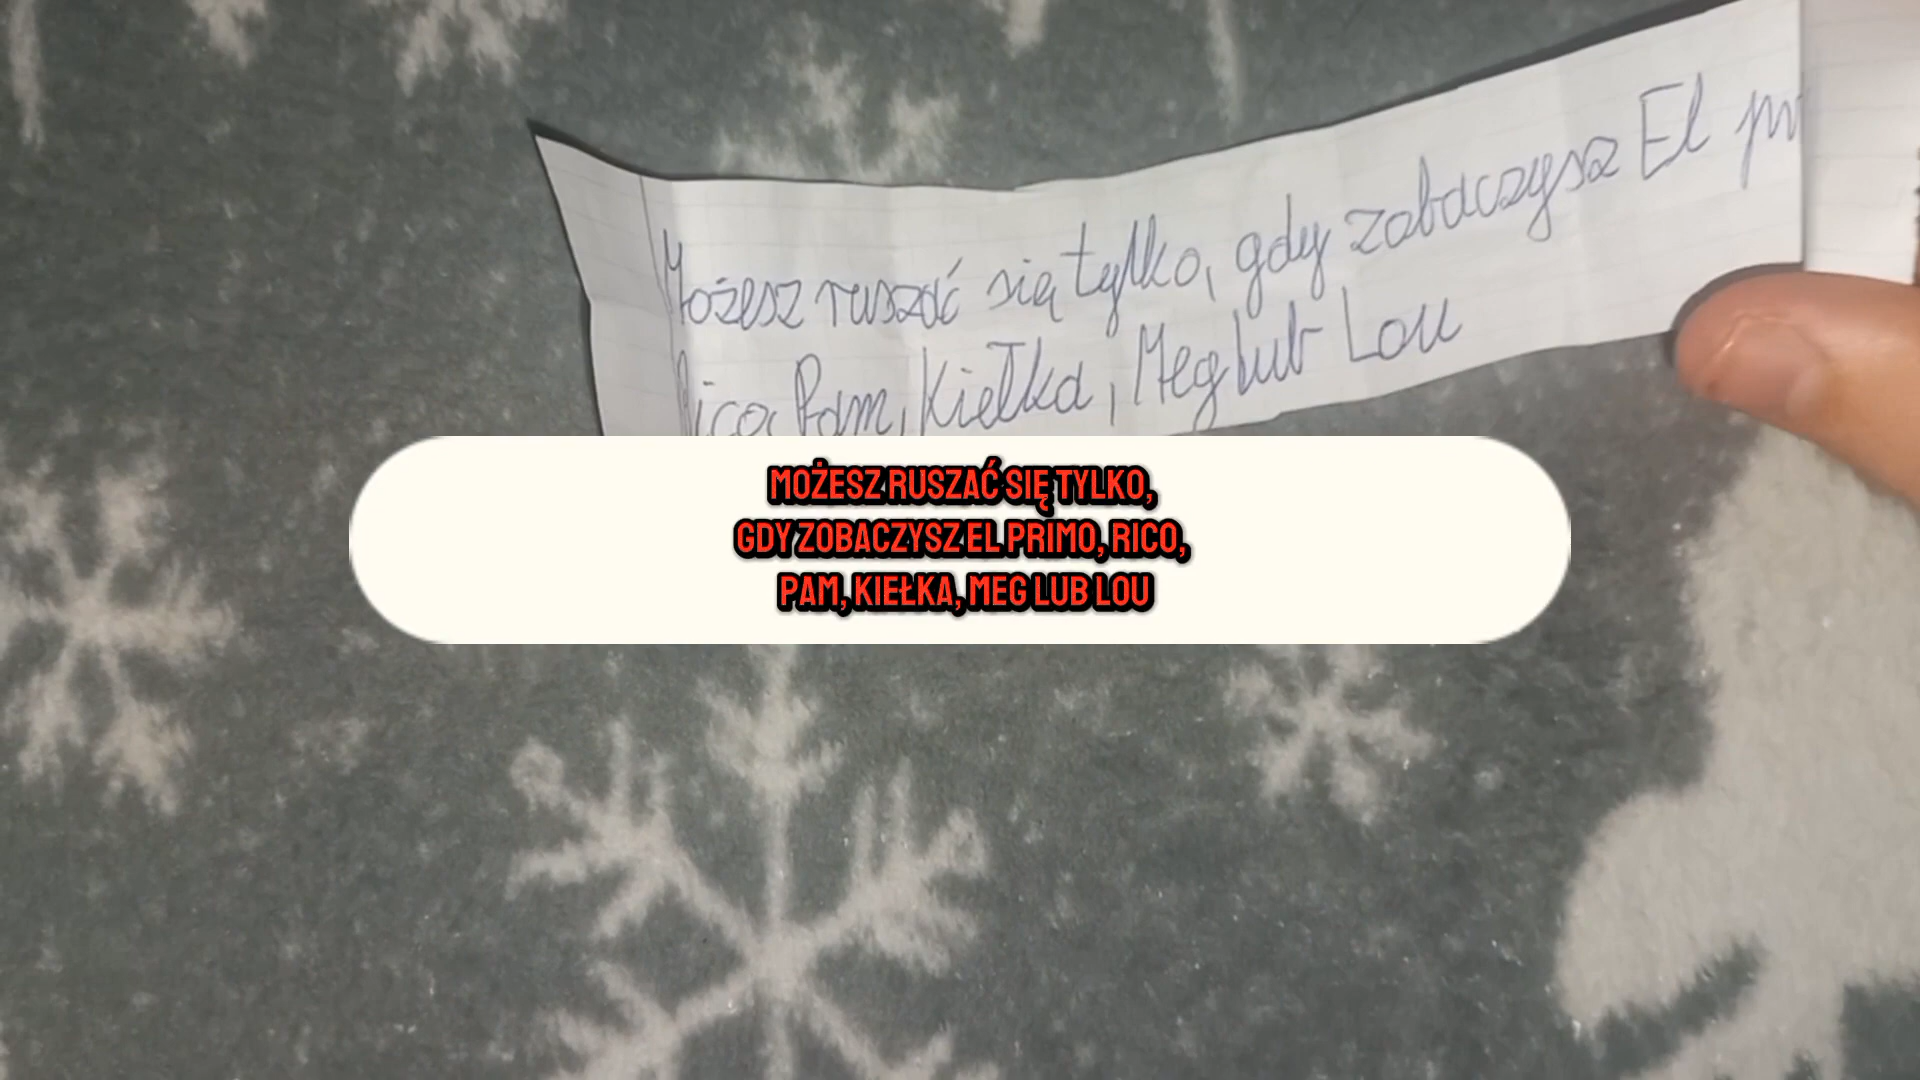 Możesz ruszać się tylko, gdy zobaczysz El pr
Rico, Pam, Kiełka, Meg lub Lou
MOŻESZ RUSZAĆ SIĘ TYLKO,
GDY ZOBACZYSZ EL PRIMO, RICO,
PAM, KIEŁKA, MEG LUB LOU